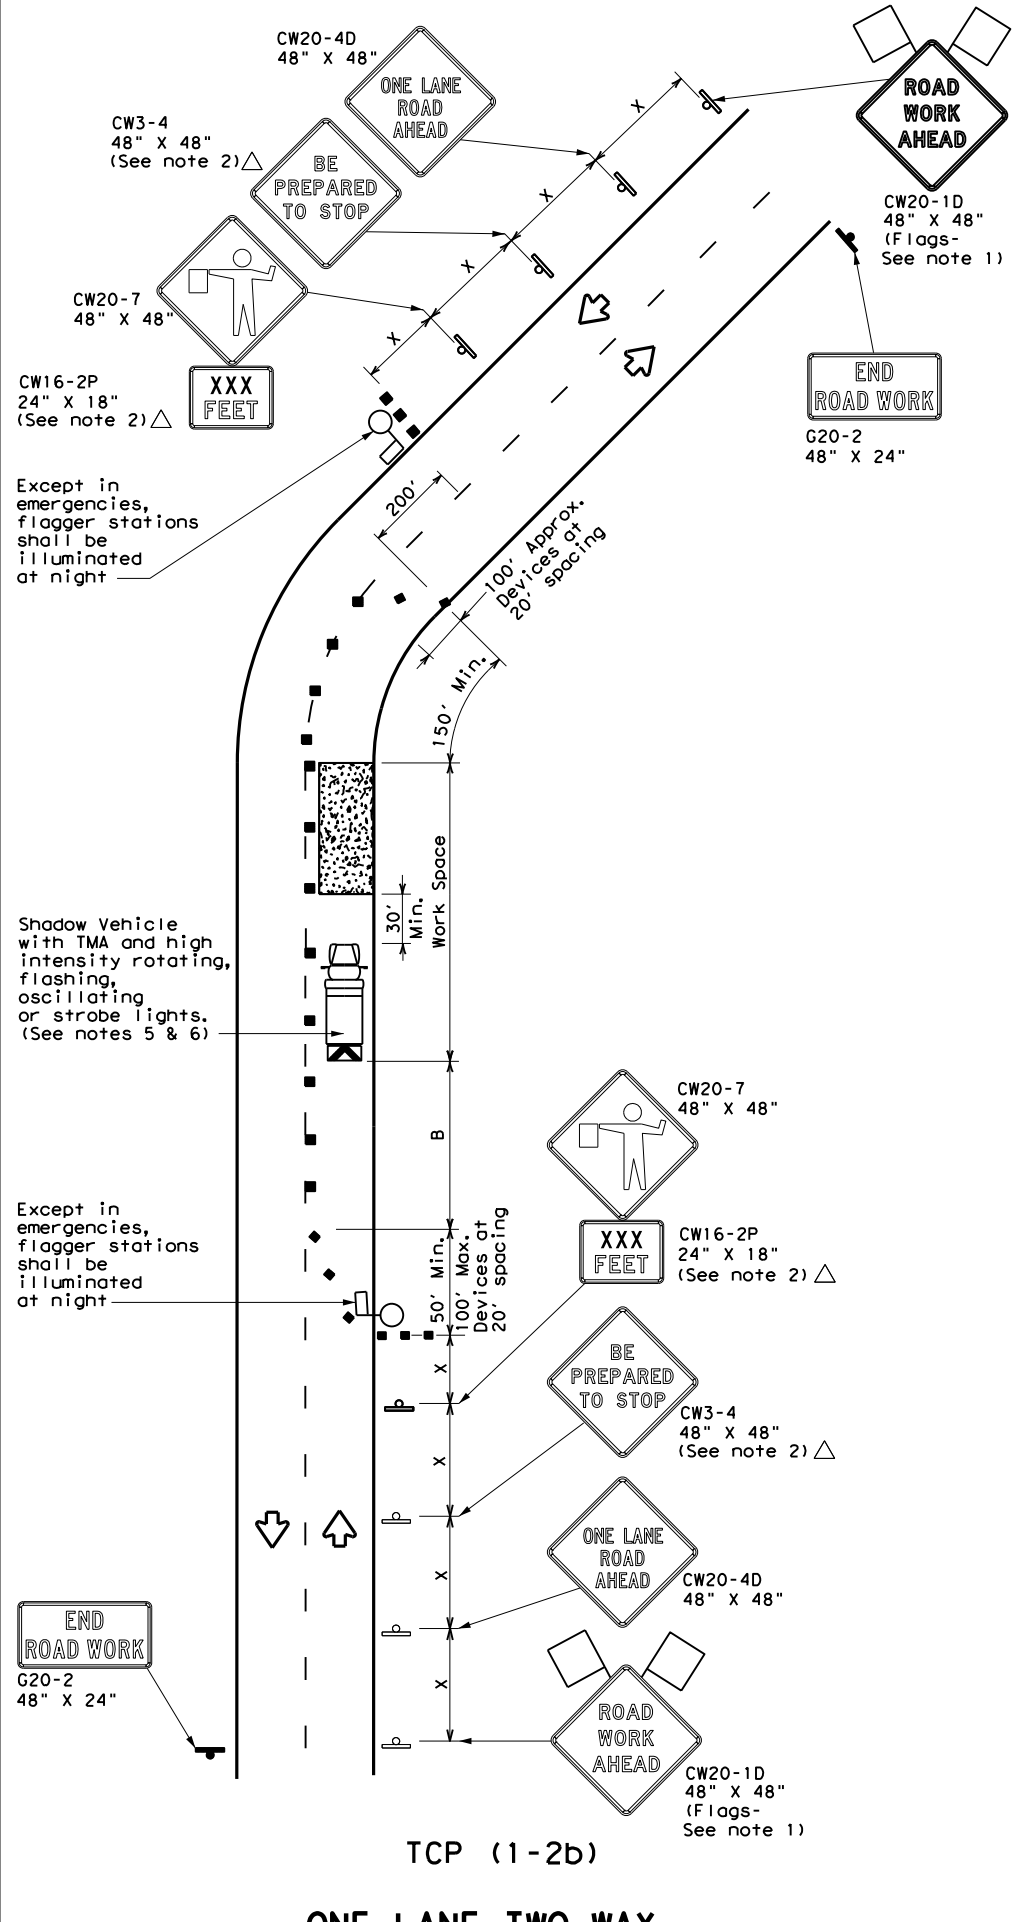 CW20-4D
48" X 48"
ONE LANE
ROAD
AHEAD
ROAD
WORK
AHEAD
CW20-1D
48" X 48"
(Flags-
See note 1)
CW3-4
48" X 48"
(See note 2)
BE
PREPARED
TO STOP
X
X
X
X
CW20-7
48" X 48"
CW16-2P
24" X 18"
(See note 2)
XXX
FEET
END
ROAD WORK
G20-2
48" X 24"
Except in
emergencies,
flagger stations
shall be
illuminated
at night
200'
100' Approx.
Devices at
20' spacing
150' Min.
Work Space
30'
Min.
Shadow Vehicle
with TMA and high
intensity rotating,
flashing,
oscillating
or strobe lights.
(See notes 5 & 6)
B
CW20-7
48" X 48"
Except in
emergencies,
flagger stations
shall be
illuminated
at night
50' Min.
100' Max.
Devices at
20' spacing
XXX
FEET
CW16-2P
24" X 18"
(See note 2)
X
X
X
X
BE
PREPARED
TO STOP
CW3-4
48" X 48"
(See note 2)
ONE LANE
ROAD
AHEAD
CW20-4D
48" X 48"
END
ROAD WORK
G20-2
48" X 24"
ROAD
WORK
AHEAD
CW20-1D
48" X 48"
(Flags-
See note 1)
TCP (1-2b)
ONE LANE TWO WAY